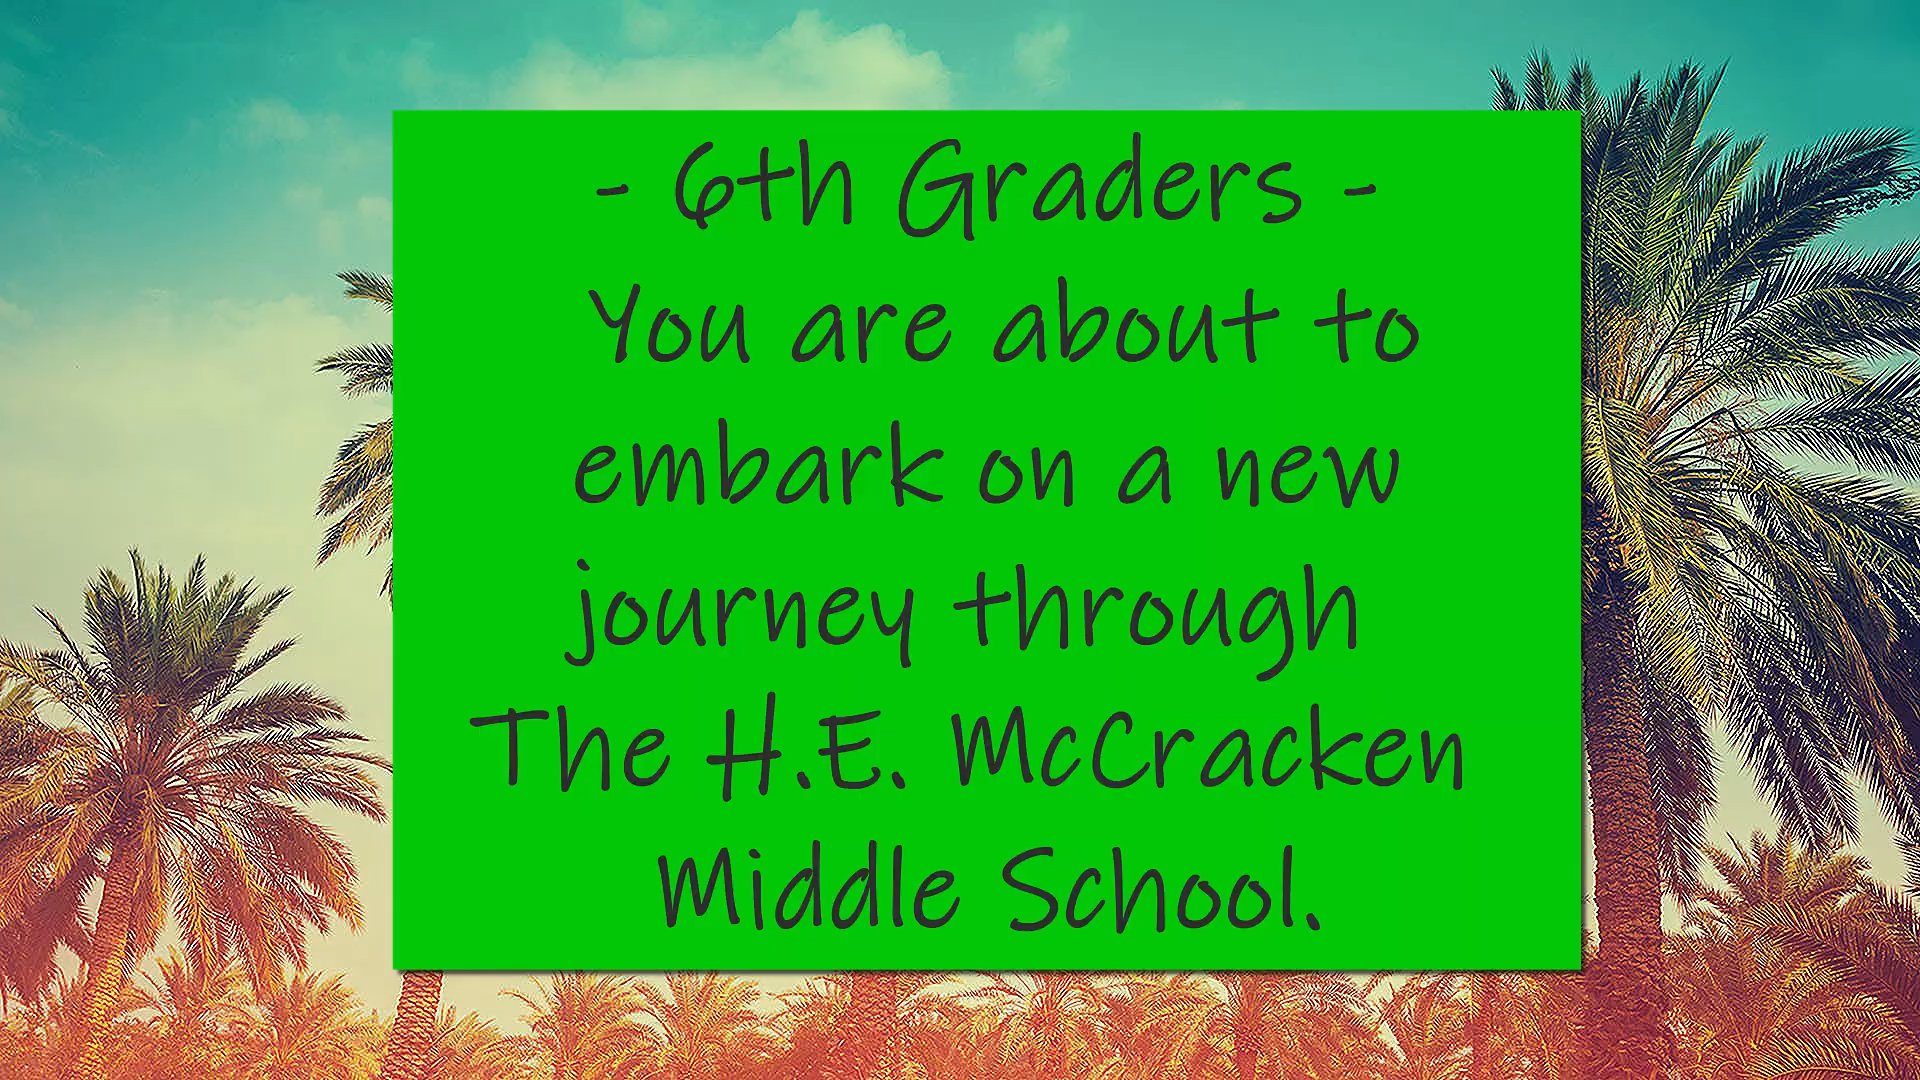 - 6th Graders -
You are about to
embark on a new
journey through
The H.E. McCracken
Middle School.